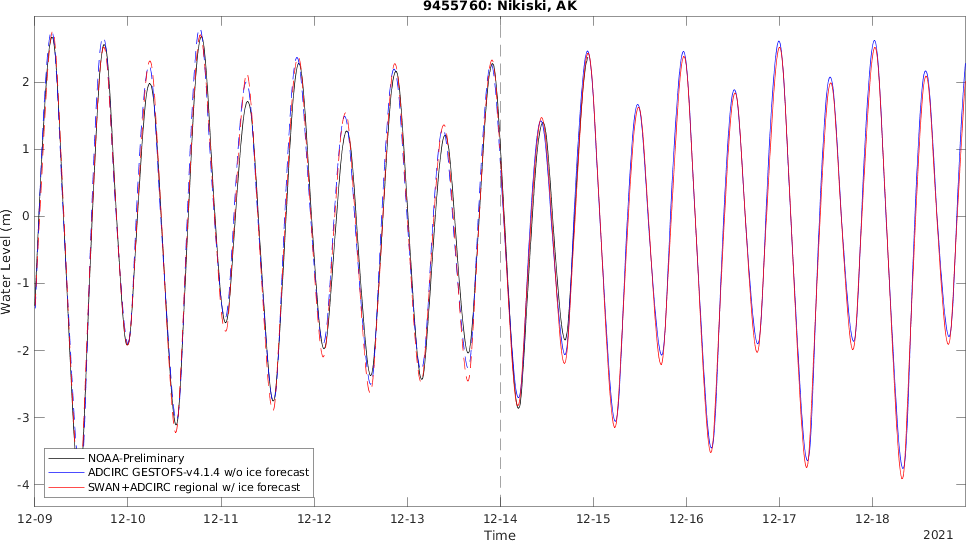 9455760: Nikiski, AK
Water Level (m)
2
1
0
-1
-2
-3
-4
NOAA-Preliminary
ADCIRC GESTOFS-v4.1.4 w/o ice forecast
SWAN+ADCIRC regional w/ ice forecast
12-09 12-10 12-11 12-12 12-13 12-14 12-15 12-16 12-17 12-18
Time
2021